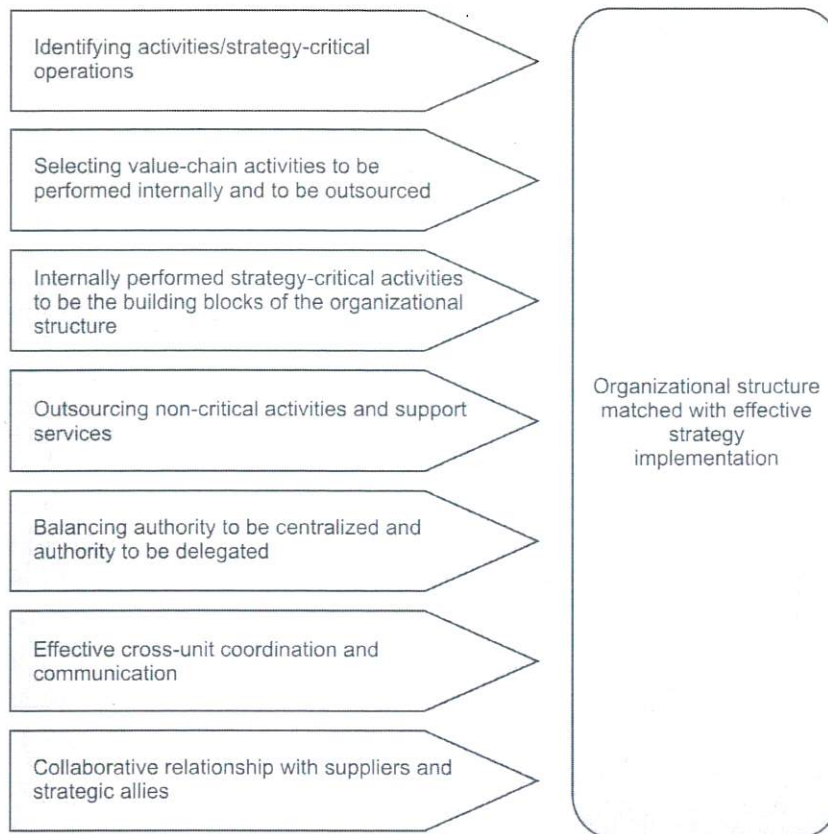 Identifying activities/strategy-critical
operations
Selecting value-chain activities to be
performed internally and to be outsourced
Internally performed strategy-critical activities
to be the building blocks of the organizational
structure
Outsourcing non-critical activities and support
services
Balancing authority to be centralized and
authority to be delegated
Effective cross-unit coordination and
communication
Collaborative relationship with suppliers and
strategic allies
Organizational structure
matched with effective
strategy
implementation